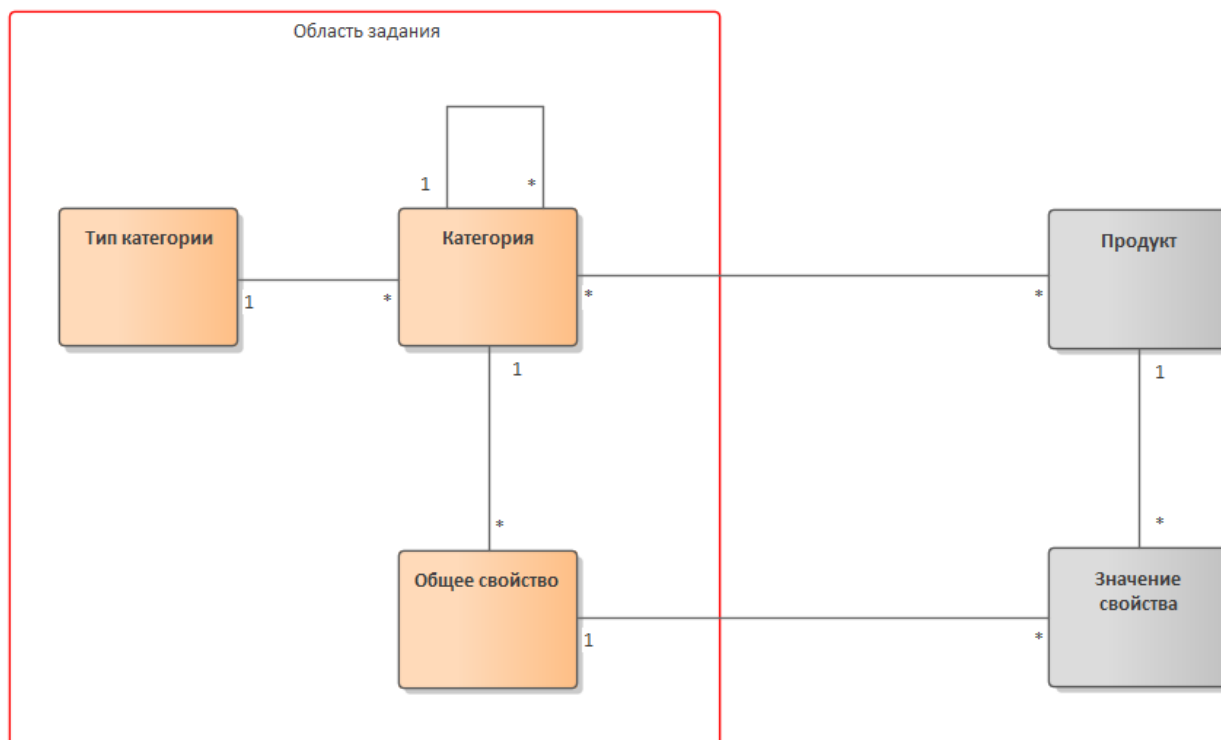 Область задания
1 *
Тип категории
Категория
Продукт
1 * * *
1 1
* *
Общее свойство
Значение
свойства
1 *